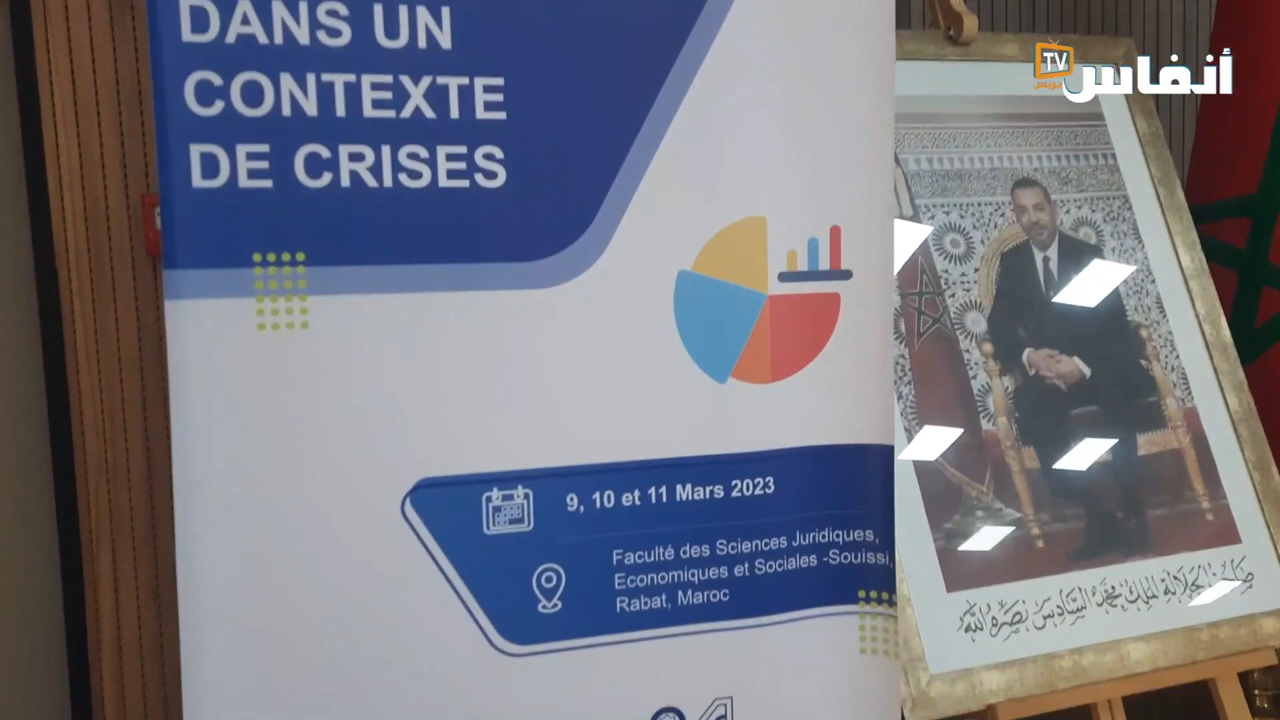 DANS UN
CONTEXTE
DE CRISES
9, 10 et 11 Mars 2023
Faculté des Sciences Juridiques,
Economiques et Sociales -Souissi,
Rabat, Maroc
TV
أنفاس
بريس
صاحب الجلالة الملك محمد السادس نصره الله